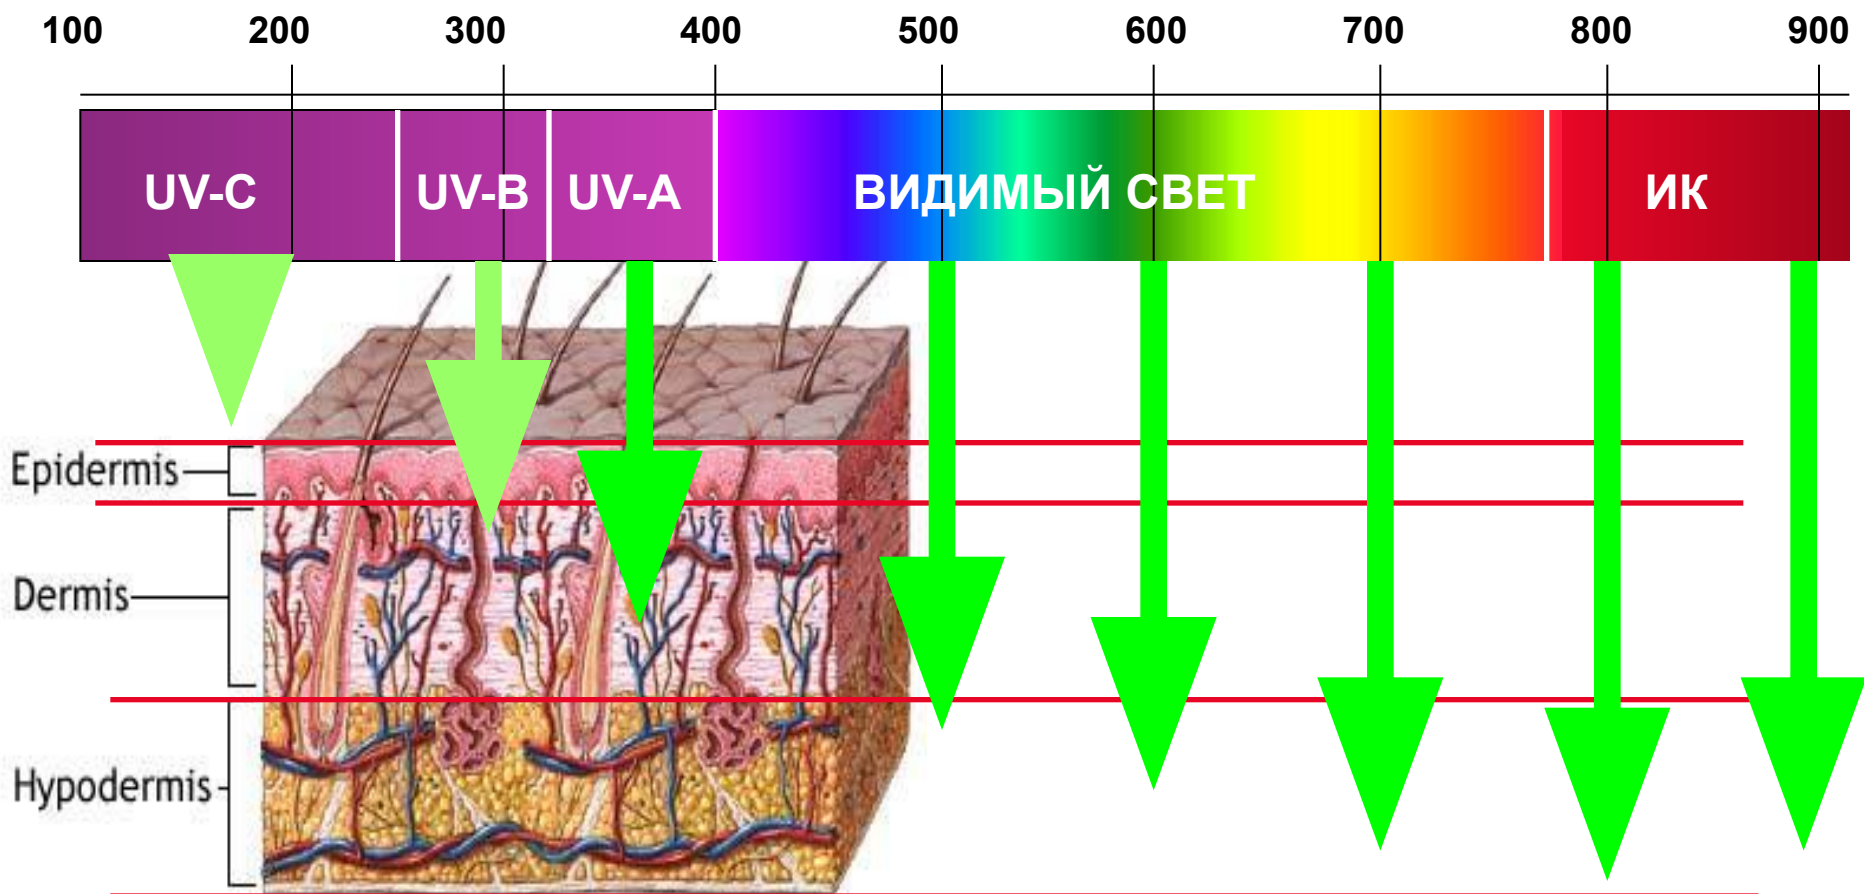 100 200 300 400 500 600 700 800 900
UV-C UV-B UV-A ВИДИМЫЙ СВЕТ ИК
Epidermis
Dermis
Hypodermis